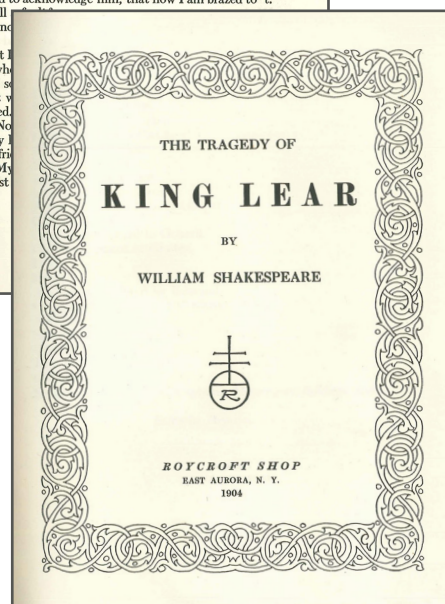 to acknowledge him, that now I am brazed to 't.
THE TRAGEDY OF
KING LEAR
BY
WILLIAM SHAKESPEARE
R
ROYCROFT SHOP
EAST AURORA, N. Y.
1904